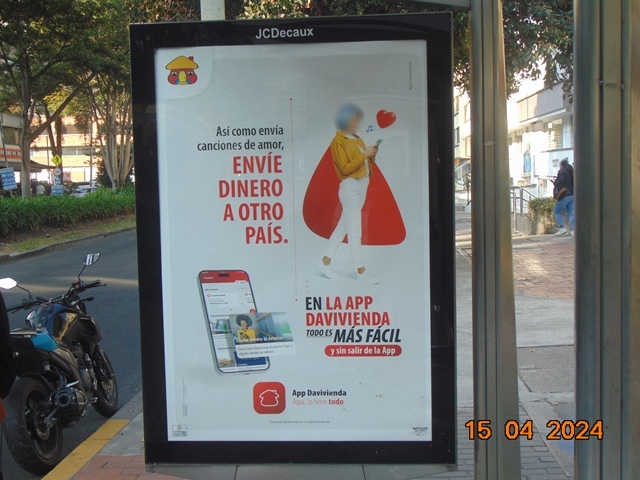 JCDecaux
Así como envía
canciones de amor,
ENVÍE
DINERO
A OTRO
PAÍS.
EN LA APP
DAVIVIENDA
TODO ES MÁS FÁCIL
y sin salir de la App
App Davivienda
Aquí, lo tiene todo
15 04 2024